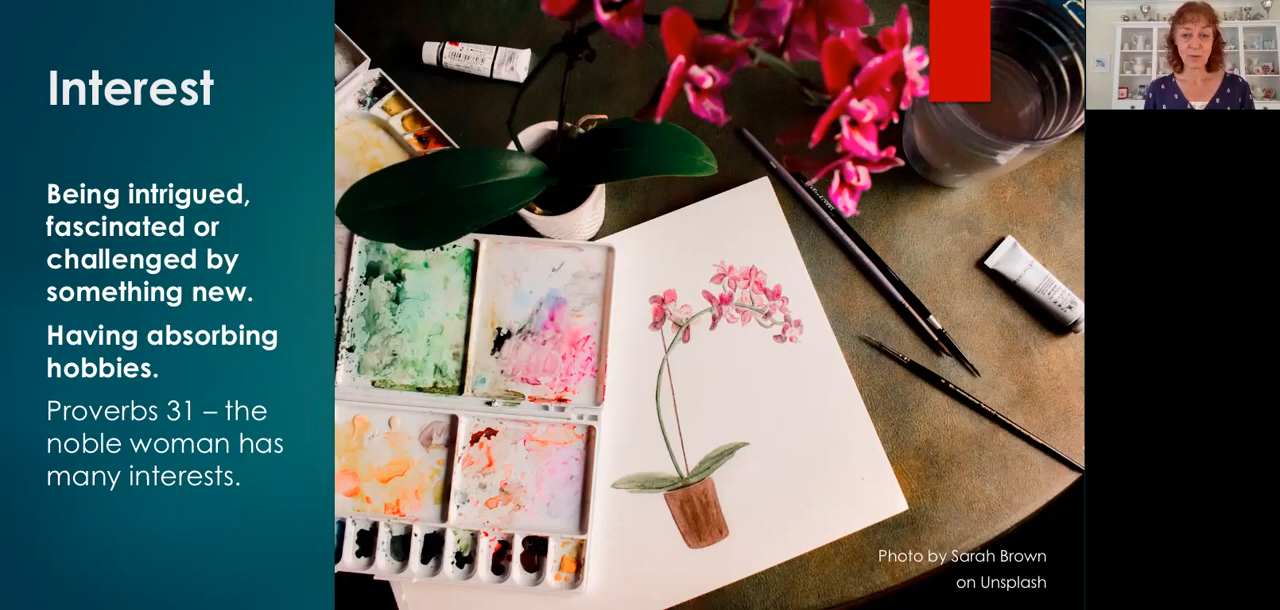 Interest
Being intrigued,
fascinated or
challenged by
something new.
Having absorbing
hobbies.
Proverbs 31 – the
noble woman has
many interests.
Photo by Sarah Brown
on Unsplash